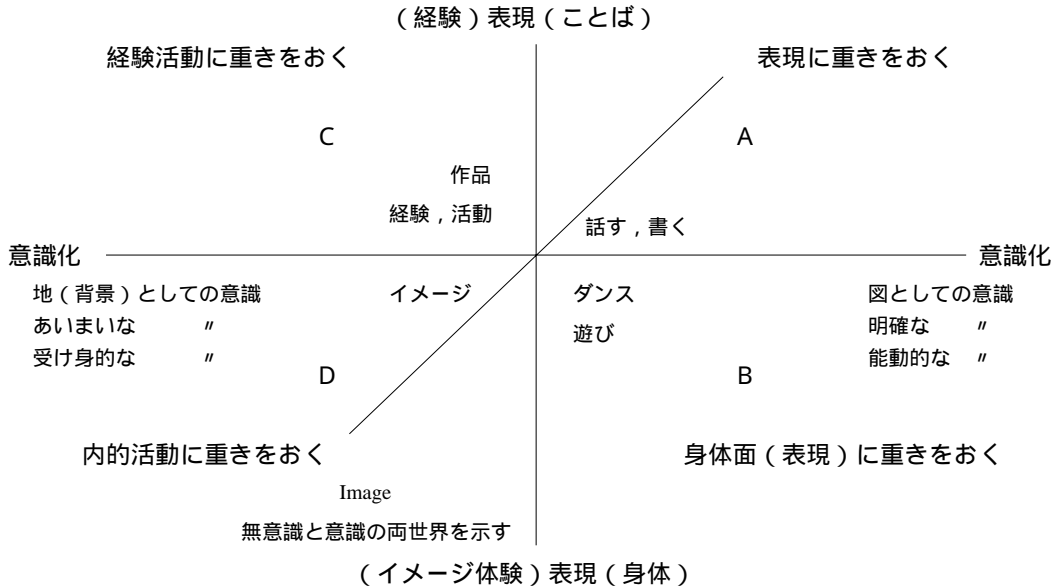 （経験）表現（ことば）
経験活動に重きをおく
表現に重きをおく
C
A
作品
経験，活動
話す，書く
意識化
意識化
地（背景）としての意識
イメージ
ダンス
図としての意識
あいまいな 〃
遊び
明確な 〃
受け身的な 〃
能動的な 〃
D
B
内的活動に重きをおく
身体面（表現）に重きをおく
Image
無意識と意識の両世界を示す
（イメージ体験）表現（身体）